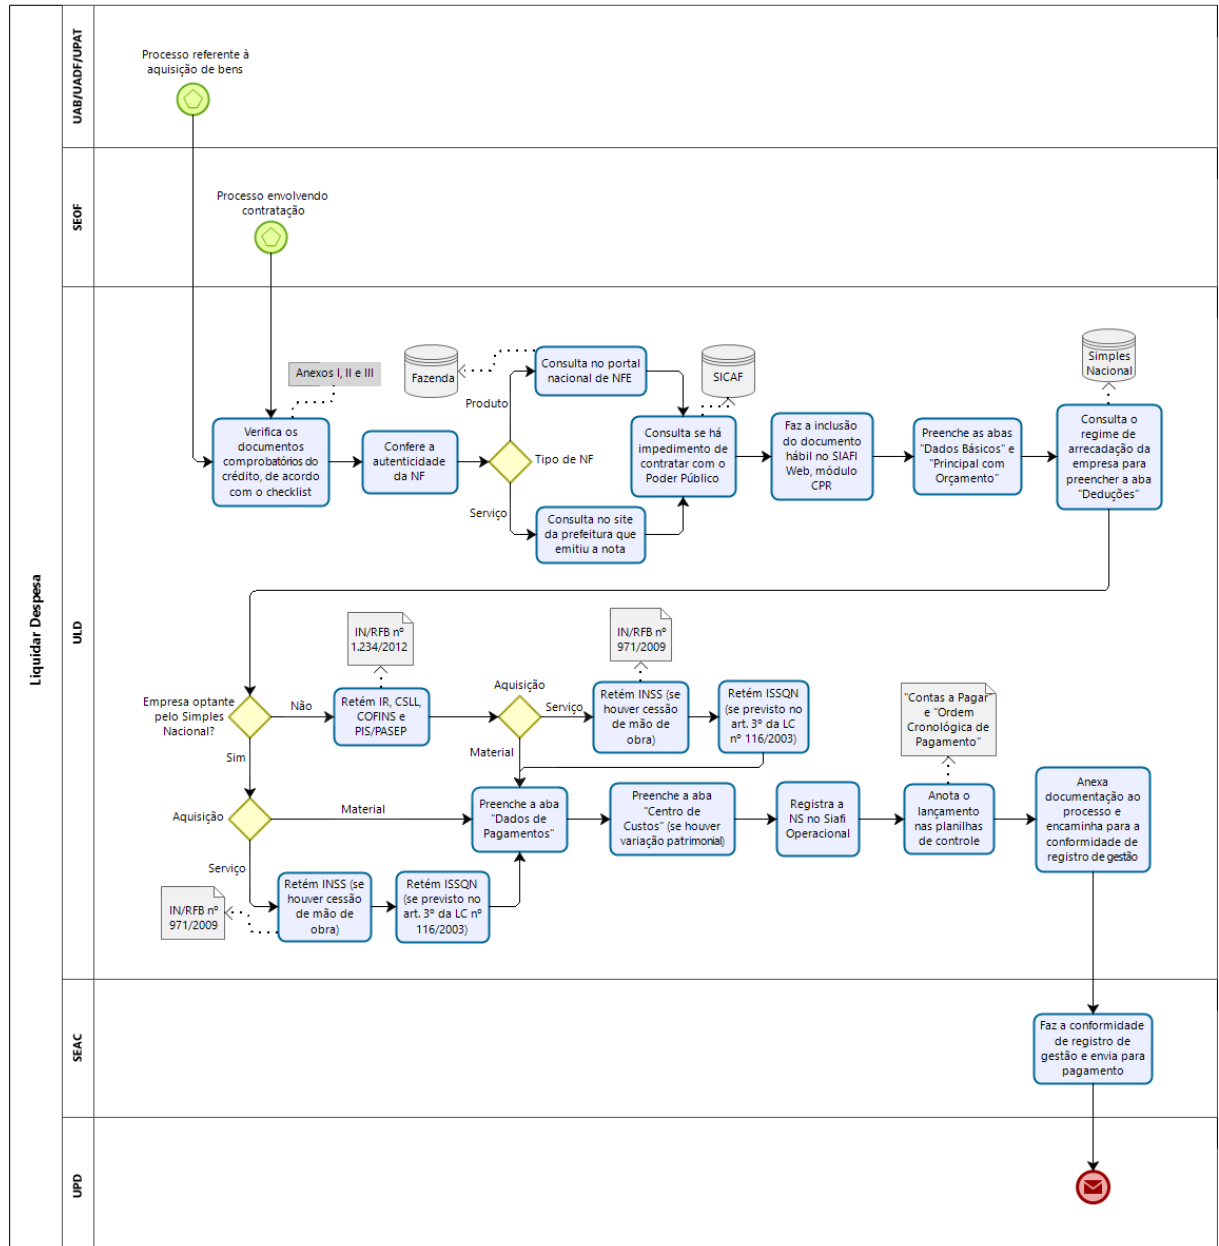 Liquidar Despesa
UAB/UADF/UPAT
Processo referente à
aquisição de bens
SEOF
Processo envolvendo
contratação
ULD
Anexos I, II e III
Verifica os
documentos
comprobatórios do
crédito, de acordo
com o checklist
Confere a
autenticidade
da NF
Tipo de NF
Produto
Serviço
Fazenda
Consulta no portal
nacional de NFE
Consulta no site
da prefeitura que
emitiu a nota
SICAF
Consulta se há
impedimento de
contratar com o
Poder Público
Faz a inclusão
do documento
hábil no SIAFI
Web, módulo
CPR
Preenche as abas
"Dados Básicos" e
"Principal com
Orçamento"
Simples
Nacional
Consulta o
regime de
arrecadação da
empresa para
preencher a aba
"Deduções"
Empresa optante
pelo Simples
Nacional?
Não
Sim
IN/RFB nº
1.234/2012
Retém IR, CSLL,
COFINS e
PIS/PASEP
Aquisição
Serviço
Material
IN/RFB nº
971/2009
Retém INSS (se
houver cessão
de mão de
obra)
Retém ISSQN
(se previsto no
art. 3º da LC
nº 116/2003)
Aquisição
Material
Serviço
IN/RFB nº
971/2009
Retém INSS (se
houver cessão
de mão de
obra)
Retém ISSQN
(se previsto no
art. 3º da LC nº
116/2003)
Preenche a aba
"Dados de
Pagamentos"
Preenche a aba
"Centro de
Custos" (se houver
variação patrimonial)
Registra a
NS no Siafi
Operacional
"Contas a Pagar"
e "Ordem
Cronológica de
Pagamento"
Anota o
lançamento
nas planilhas
de controle
Anexa
documentação ao
processo e
encaminha para a
conformidade de
registro de gestão
SEAC
Faz a conformidade
de registro de
gestão e envia para
pagamento
UPD